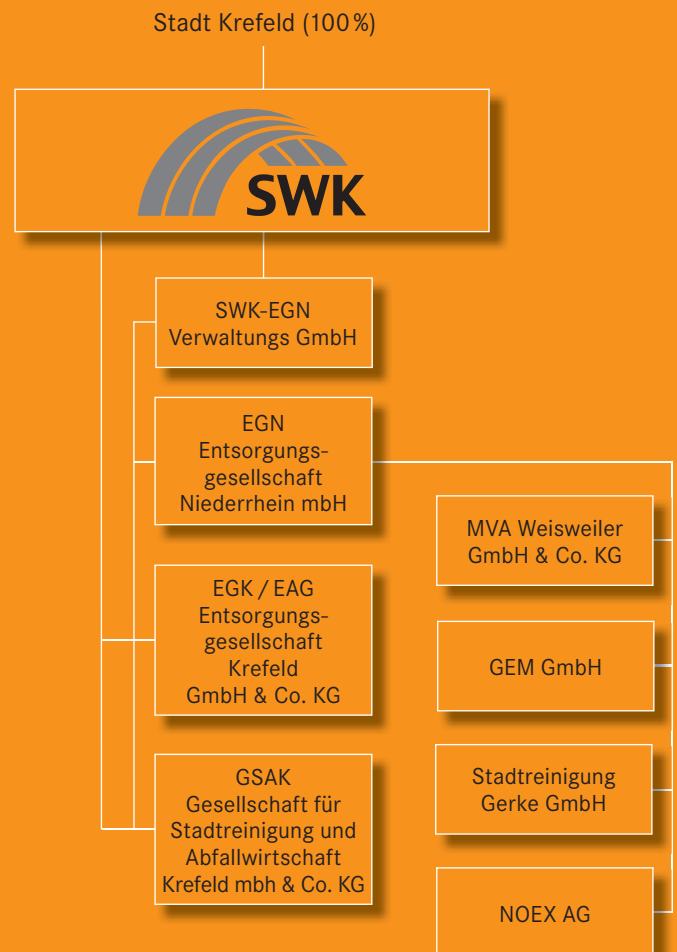 Stadt Krefeld (100 %)
SWK
SWK-EGN
Verwaltungs GmbH
EGN
Entsorgungs-
gesellschaft
Niederrhein mbH
EGK / EAG
Entsorgungs-
gesellschaft
Krefeld
GmbH & Co. KG
GSAK
Gesellschaft für
Stadtreinigung und
Abfallwirtschaft
Krefeld mbh & Co. KG
MVA Weisweiler
GmbH & Co. KG
GEM GmbH
Stadtreinigung
Gerke GmbH
NOEX AG